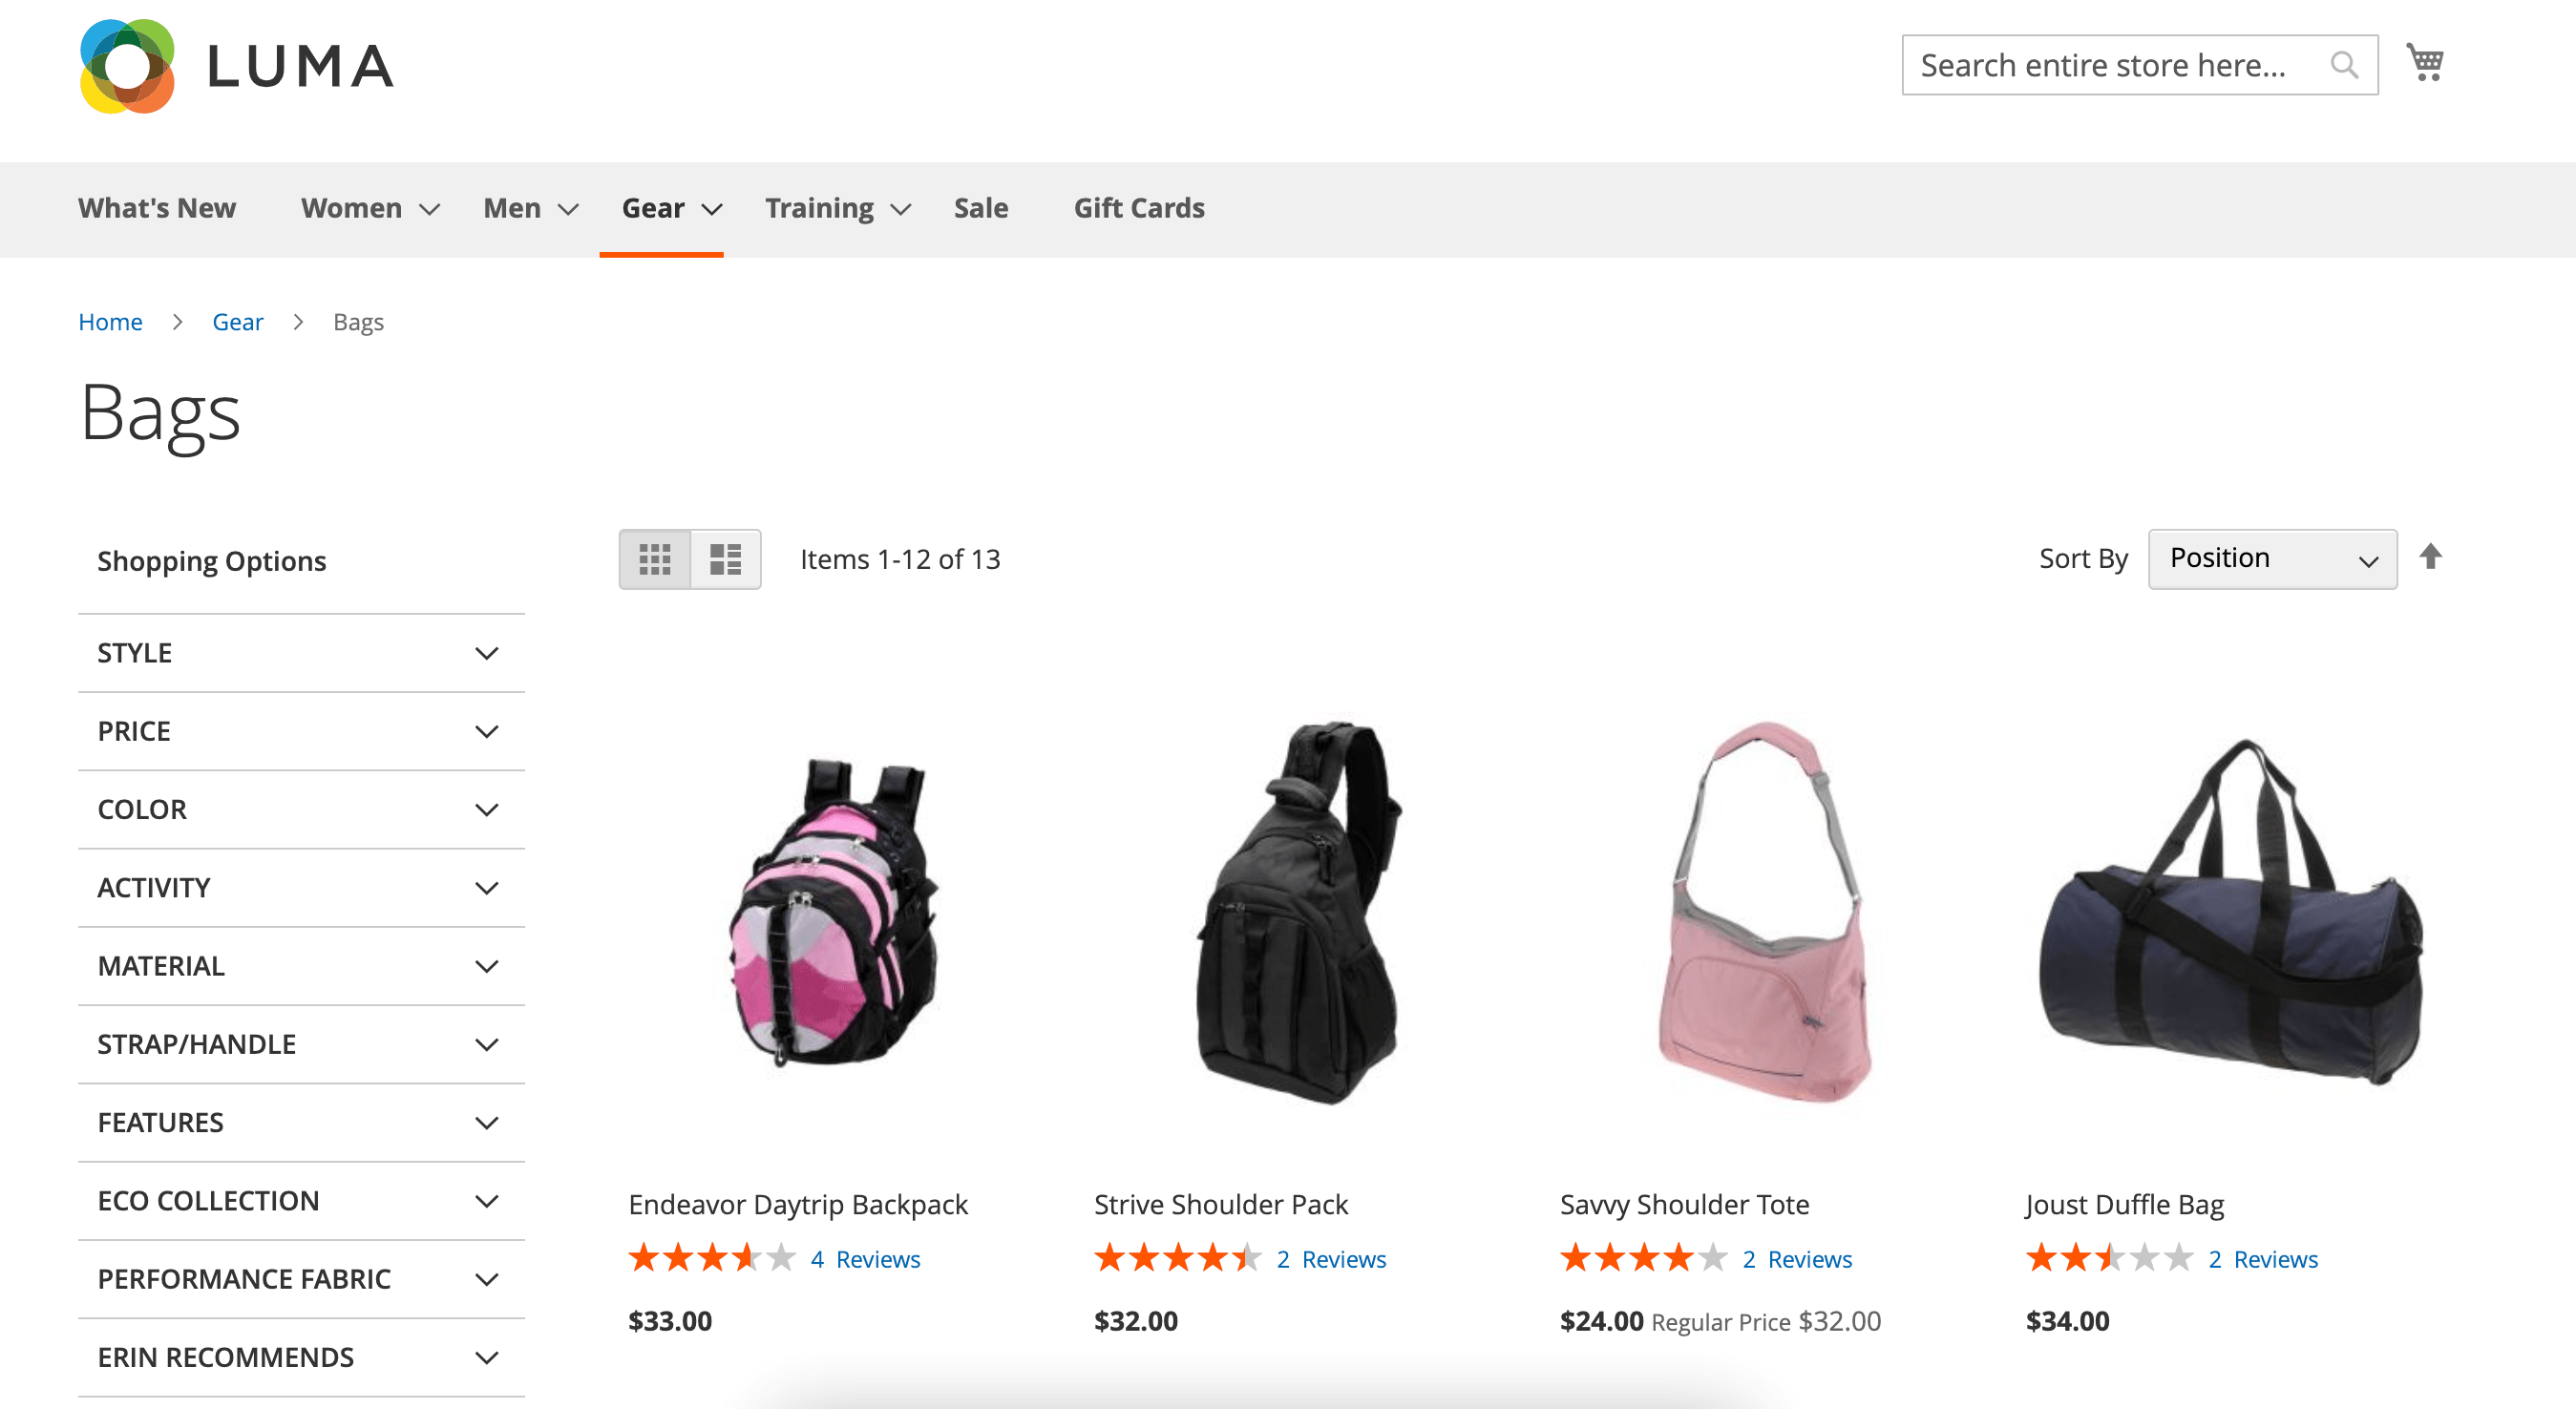 LUMA
Search entire store here...
What's New Women Men Gear Training Sale Gift Cards
Home Gear Bags
Bags
Shopping Options
STYLE
PRICE
COLOR
ACTIVITY
MATERIAL
STRAP/HANDLE
FEATURES
ECO COLLECTION
PERFORMANCE FABRIC
ERIN RECOMMENDS
Items 1-12 of 13
Sort By Position
Endeavor Daytrip Backpack
4 Reviews
$33.00
Strive Shoulder Pack
2 Reviews
$32.00
Savvy Shoulder Tote
2 Reviews
$24.00 Regular Price $32.00
Joust Duffle Bag
2 Reviews
$34.00